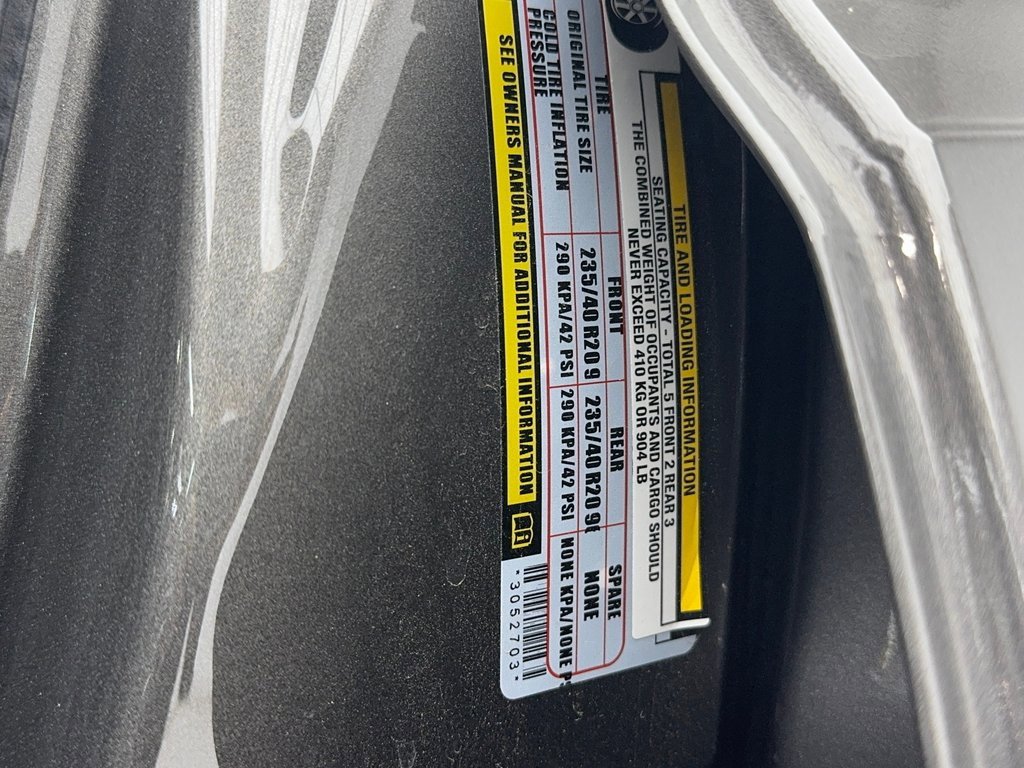 TIRE AND LOADING INFORMATION
SEATING CAPACITY - TOTAL 5 FRONT 2 REAR 3
THE COMBINED WEIGHT OF OCCUPANTS AND CARGO SHOULD
NEVER EXCEED 410 KG OR 904 LB
TIRE FRONT REAR SPARE
ORIGINAL TIRE SIZE 235/40 R20 9 235/40 R20 96 NONE
COLD TIRE INFLATION PRESSURE 290 KPA/42 PSI 290 KPA/42 PSI NONE KPA/NONE PS
SEE OWNERS MANUAL FOR ADDITIONAL INFORMATION
*3052703*